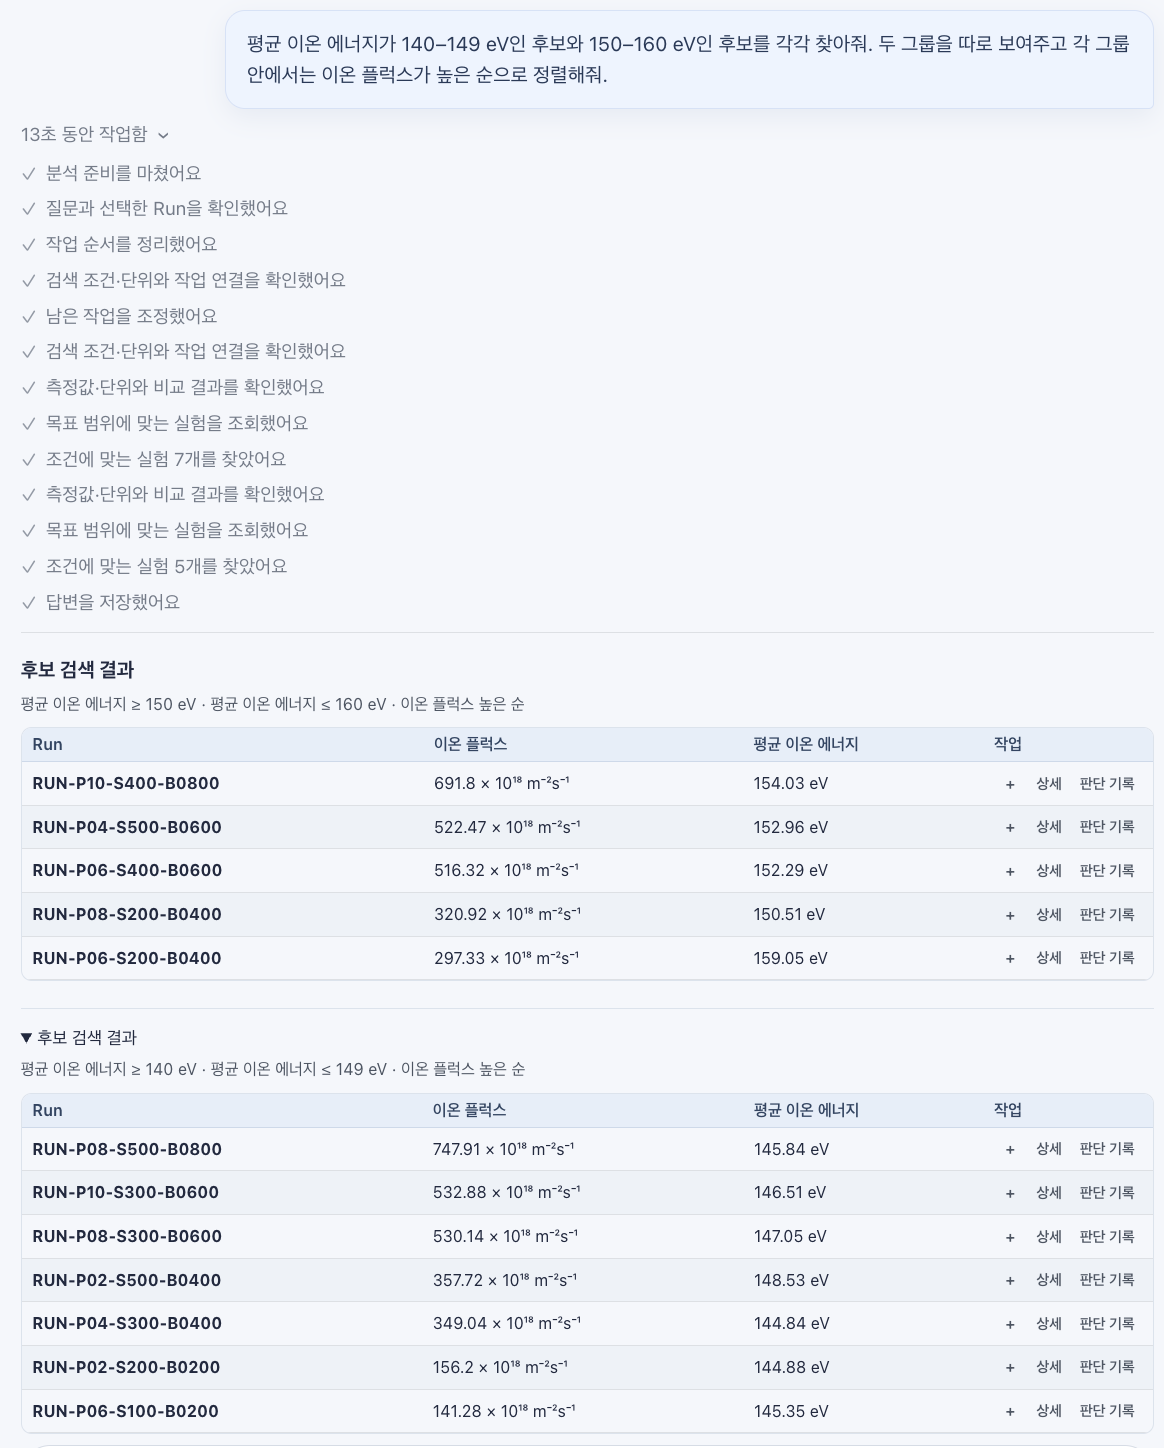 평균 이온 에너지가 140–149 eV인 후보와 150–160 eV인 후보를 각각 찾아줘. 두 그룹을 따로 보여주고 각 그룹
안에서는 이온 플럭스가 높은 순으로 정렬해줘.
13초 동안 작업함
✓ 분석 준비를 마쳤어요
✓ 질문과 선택한 Run을 확인했어요
✓ 작업 순서를 정리했어요
✓ 검색 조건·단위와 작업 연결을 확인했어요
✓ 남은 작업을 조정했어요
✓ 검색 조건·단위와 작업 연결을 확인했어요
✓ 측정값·단위와 비교 결과를 확인했어요
✓ 목표 범위에 맞는 실험을 조회했어요
✓ 조건에 맞는 실험 7개를 찾았어요
✓ 측정값·단위와 비교 결과를 확인했어요
✓ 목표 범위에 맞는 실험을 조회했어요
✓ 조건에 맞는 실험 5개를 찾았어요
✓ 답변을 저장했어요
후보 검색 결과
평균 이온 에너지 ≥ 150 eV · 평균 이온 에너지 ≤ 160 eV · 이온 플럭스 높은 순
Run 이온 플럭스 평균 이온 에너지 작업
RUN-P10-S400-B0800 691.8 × 10¹⁸ m⁻²s⁻¹ 154.03 eV + 상세 판단 기록
RUN-P04-S500-B0600 522.47 × 10¹⁸ m⁻²s⁻¹ 152.96 eV + 상세 판단 기록
RUN-P06-S400-B0600 516.32 × 10¹⁸ m⁻²s⁻¹ 152.29 eV + 상세 판단 기록
RUN-P08-S200-B0400 320.92 × 10¹⁸ m⁻²s⁻¹ 150.51 eV + 상세 판단 기록
RUN-P06-S200-B0400 297.33 × 10¹⁸ m⁻²s⁻¹ 159.05 eV + 상세 판단 기록
▼ 후보 검색 결과
평균 이온 에너지 ≥ 140 eV · 평균 이온 에너지 ≤ 149 eV · 이온 플럭스 높은 순
Run 이온 플럭스 평균 이온 에너지 작업
RUN-P08-S500-B0800 747.91 × 10¹⁸ m⁻²s⁻¹ 145.84 eV + 상세 판단 기록
RUN-P10-S300-B0600 532.88 × 10¹⁸ m⁻²s⁻¹ 146.51 eV + 상세 판단 기록
RUN-P08-S300-B0600 530.14 × 10¹⁸ m⁻²s⁻¹ 147.05 eV + 상세 판단 기록
RUN-P02-S500-B0400 357.72 × 10¹⁸ m⁻²s⁻¹ 148.53 eV + 상세 판단 기록
RUN-P04-S300-B0400 349.04 × 10¹⁸ m⁻²s⁻¹ 144.84 eV + 상세 판단 기록
RUN-P02-S200-B0200 156.2 × 10¹⁸ m⁻²s⁻¹ 144.88 eV + 상세 판단 기록
RUN-P06-S100-B0200 141.28 × 10¹⁸ m⁻²s⁻¹ 145.35 eV + 상세 판단 기록